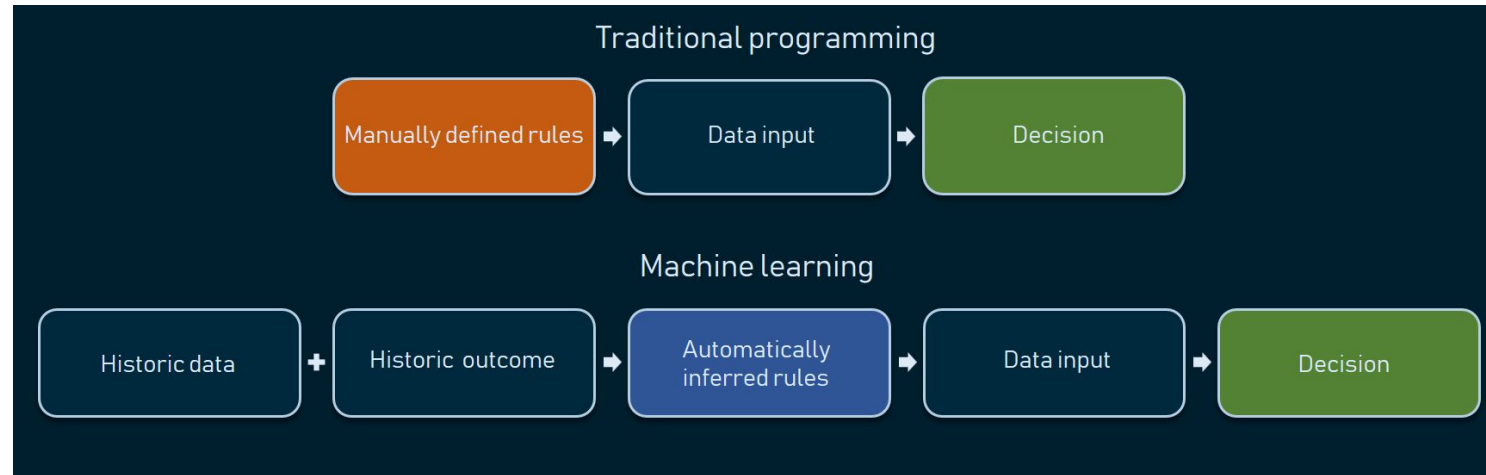 Traditional programming
Manually defined rules
Data input
Decision
Machine learning
Historic data
Historic outcome
Automatically
inferred rules
Data input
Decision